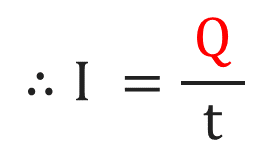 ∴ I = Q/t